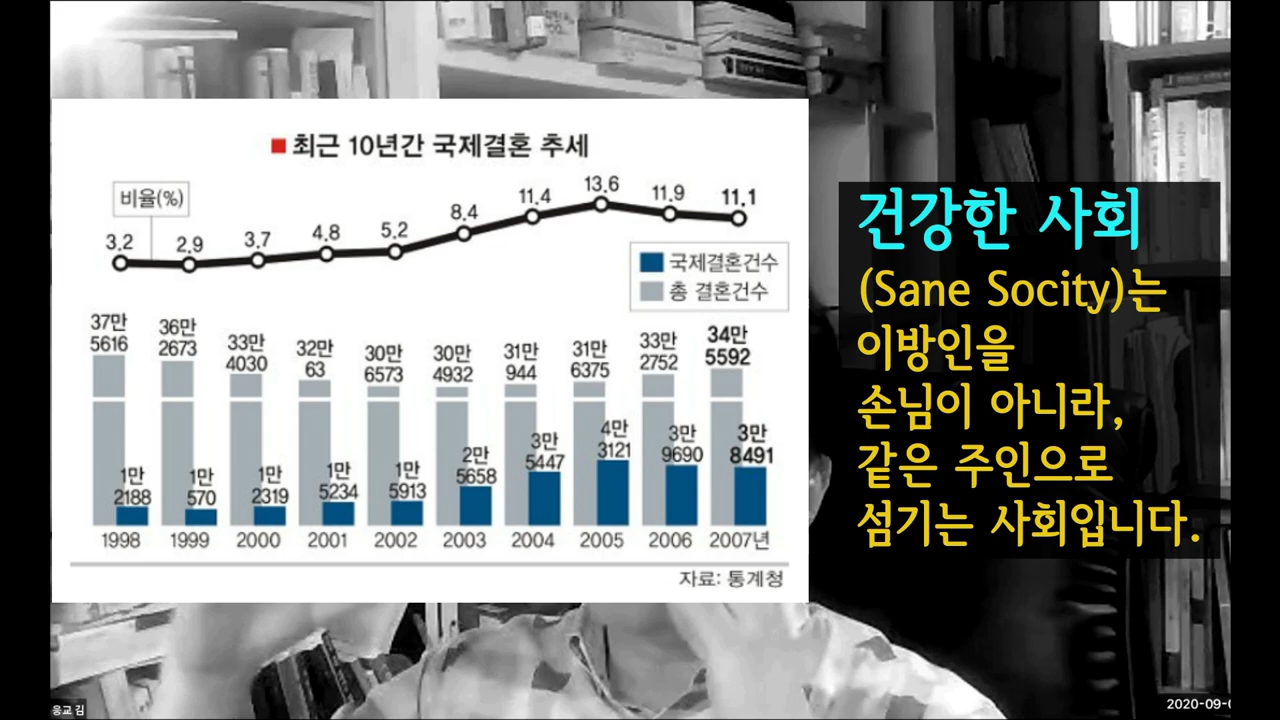 ■ 최근 10년간 국제결혼 추세
비율(%)
3.2 2.9 3.7 4.8 5.2 8.4 11.4 13.6 11.9 11.1
국제결혼건수
총 결혼건수
37만 5616
36만 2673
33만 4030
32만 63
30만 6573
30만 4932
31만 944
31만 6375
33만 2752
34만 5592
1만 2188
1만 570
1만 2319
1만 5234
1만 5913
2만 5658
3만 5447
4만 3121
3만 9690
3만 8491
1998 1999 2000 2001 2002 2003 2004 2005 2006 2007년
자료: 통계청
건강한 사회
(Sane Socity)는
이방인을
손님이 아니라,
같은 주인으로
섬기는 사회입니다.
응교 김
2020-09-0